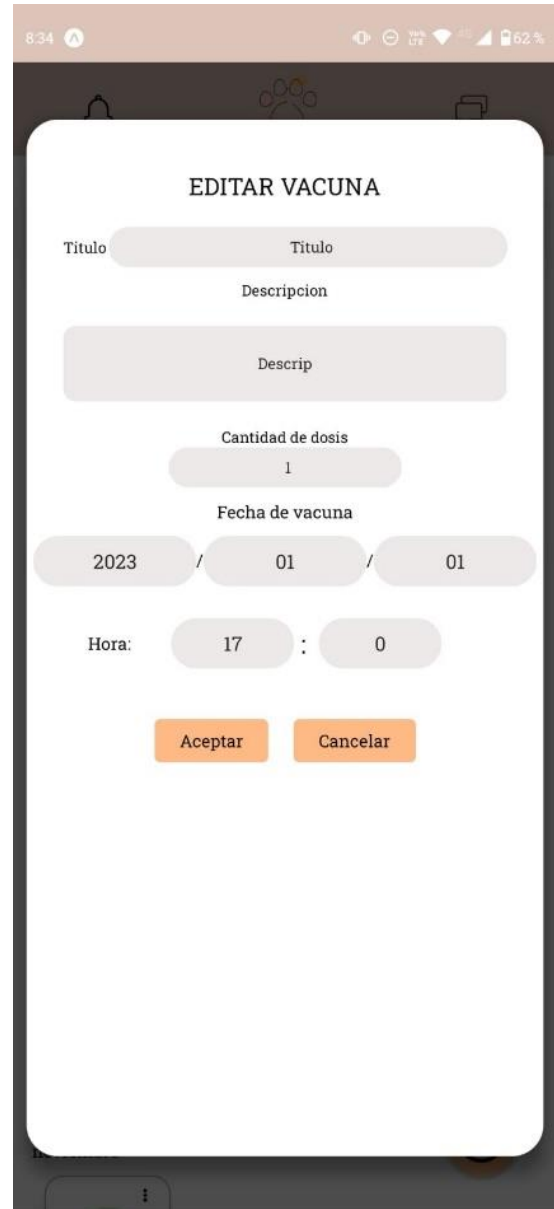 8:34 62 %
EDITAR VACUNA
Titulo Titulo
Descripcion
Descrip
Cantidad de dosis
1
Fecha de vacuna
2023 / 01 / 01
Hora: 17 : 0
Aceptar Cancelar